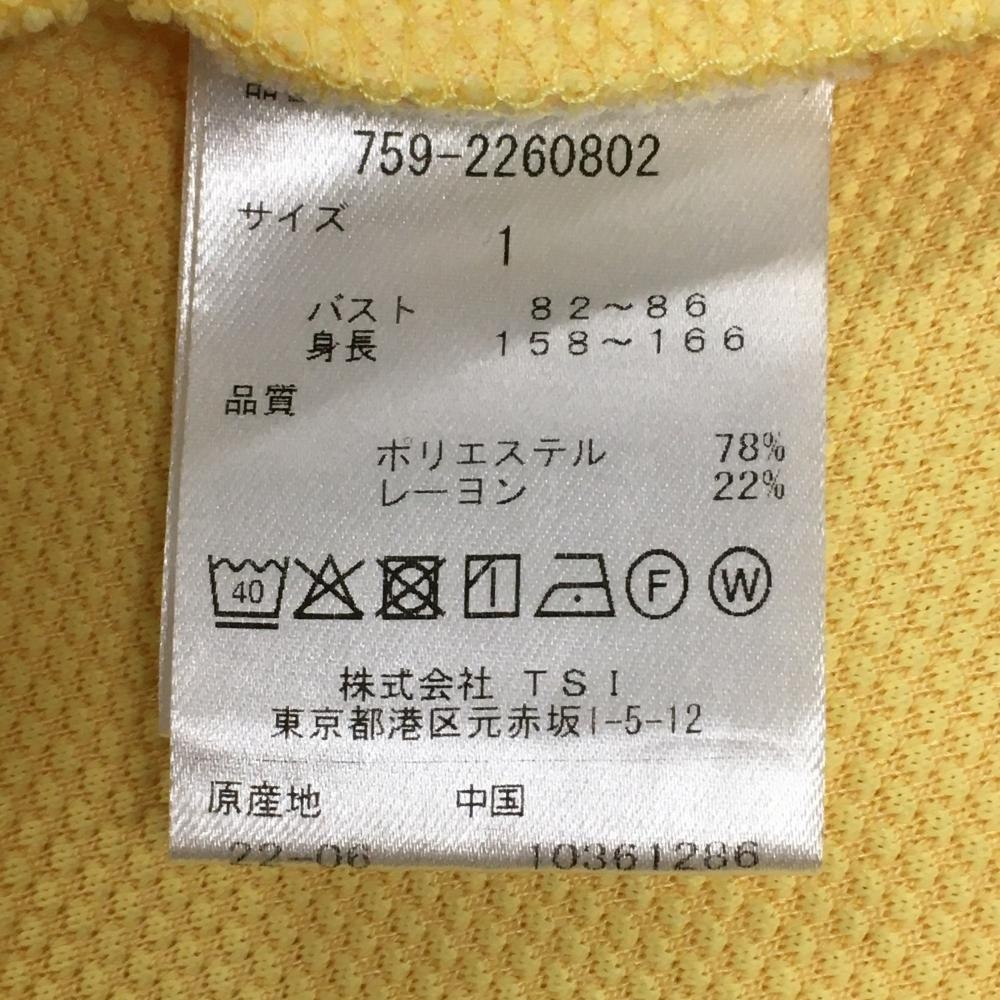 759-2260802
サイズ
1
バスト 82～86
身長 158～166
品質
ポリエステル 78%
レーヨン 22%
40 F W
株式会社 TSI
東京都港区元赤坂1-5-12
原産地 中国
22-06 10361286